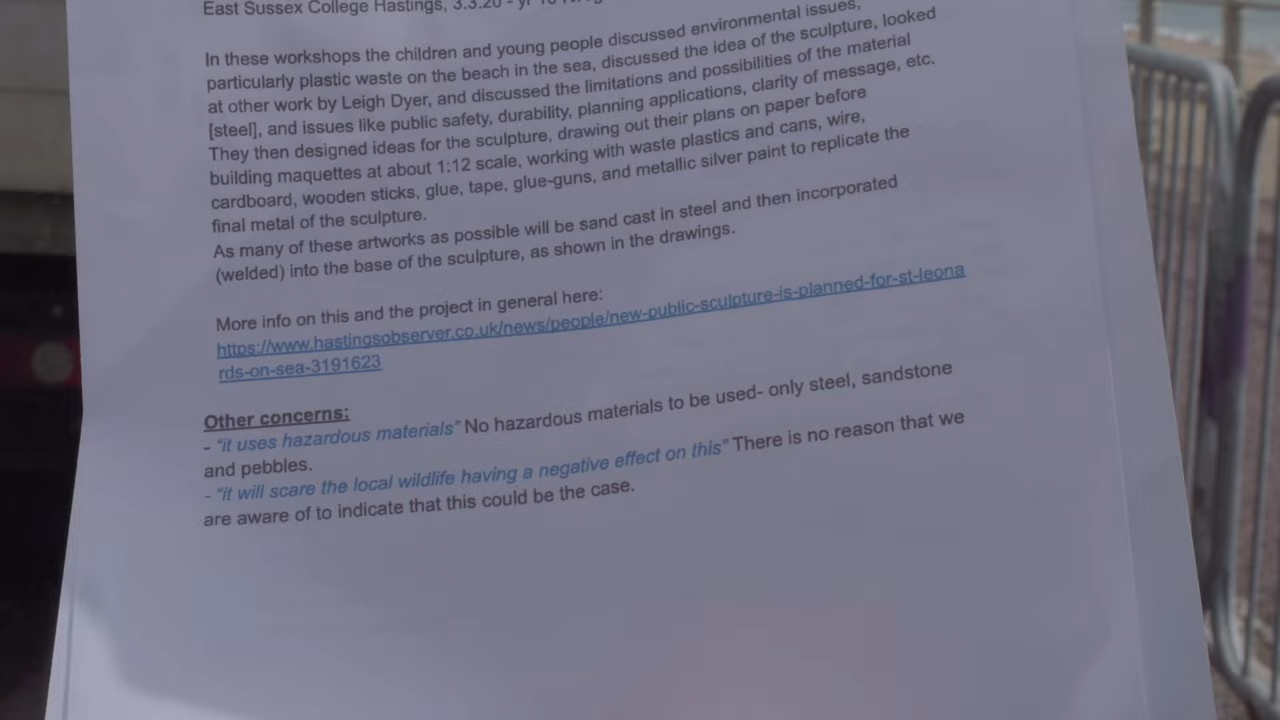 East Sussex College Hastings, 3.3.20 - yr
In these workshops the children and young people discussed environmental issues,
particularly plastic waste on the beach in the sea, discussed the idea of the sculpture, looked
at other work by Leigh Dyer, and discussed the limitations and possibilities of the material
[steel], and issues like public safety, durability, planning applications, clarity of message, etc.
They then designed ideas for the sculpture, drawing out their plans on paper before
building maquettes at about 1:12 scale, working with waste plastics and cans, wire,
cardboard, wooden sticks, glue, tape, glue-guns, and metallic silver paint to replicate the
final metal of the sculpture.
As many of these artworks as possible will be sand cast in steel and then incorporated
(welded) into the base of the sculpture, as shown in the drawings.
More info on this and the project in general here:
https://www.hastingsobserver.co.uk/news/people/new-public-sculpture-is-planned-for-st-leona
rds-on-sea-3191623
Other concerns:
- "it uses hazardous materials" No hazardous materials to be used- only steel, sandstone
and pebbles.
- "it will scare the local wildlife having a negative effect on this" There is no reason that we
are aware of to indicate that this could be the case.